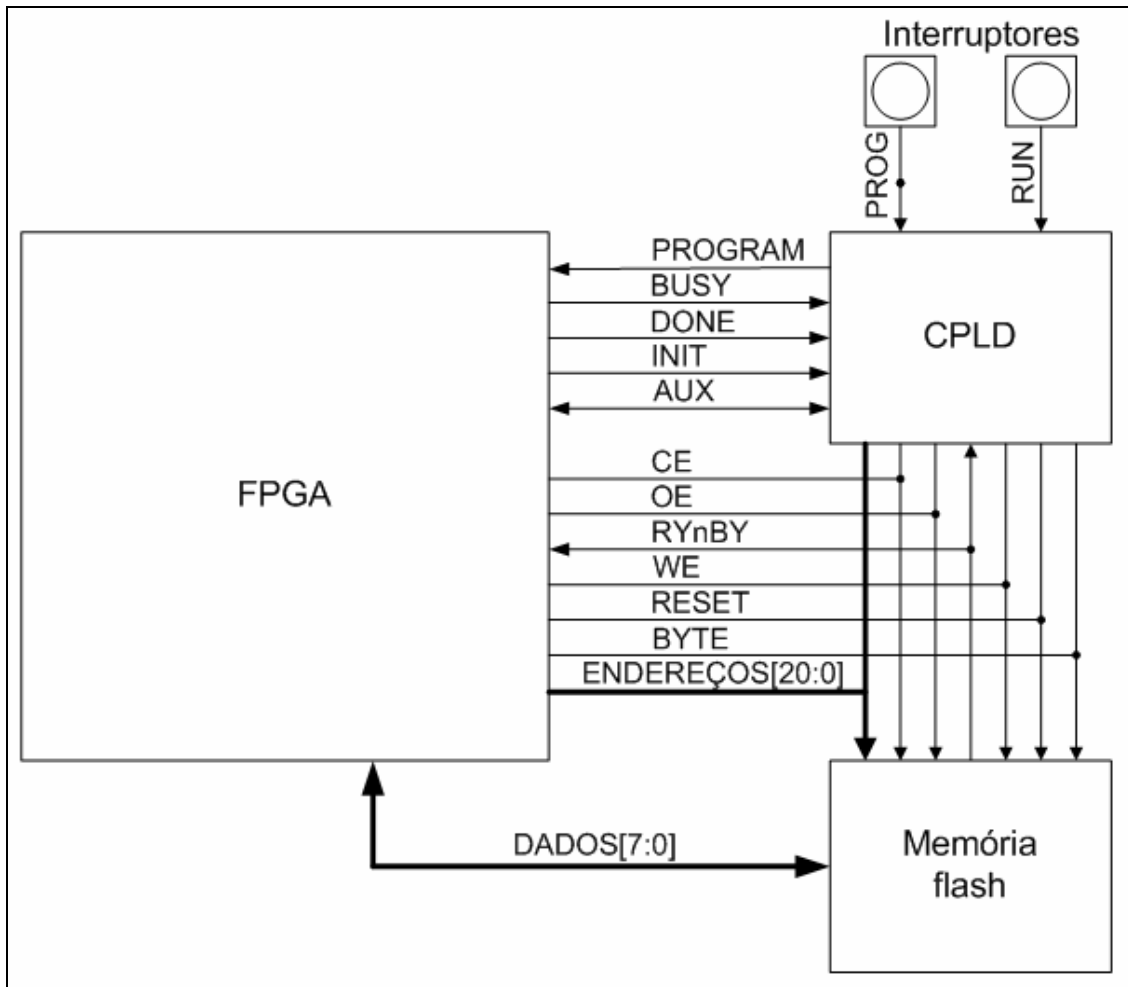 Interruptores
PROG
RUN
PROGRAM
BUSY
DONE
INIT
AUX
CPLD
FPGA
CE
OE
RYnBY
WE
RESET
BYTE
ENDEREÇOS[20:0]
DADOS[7:0]
Memória
flash